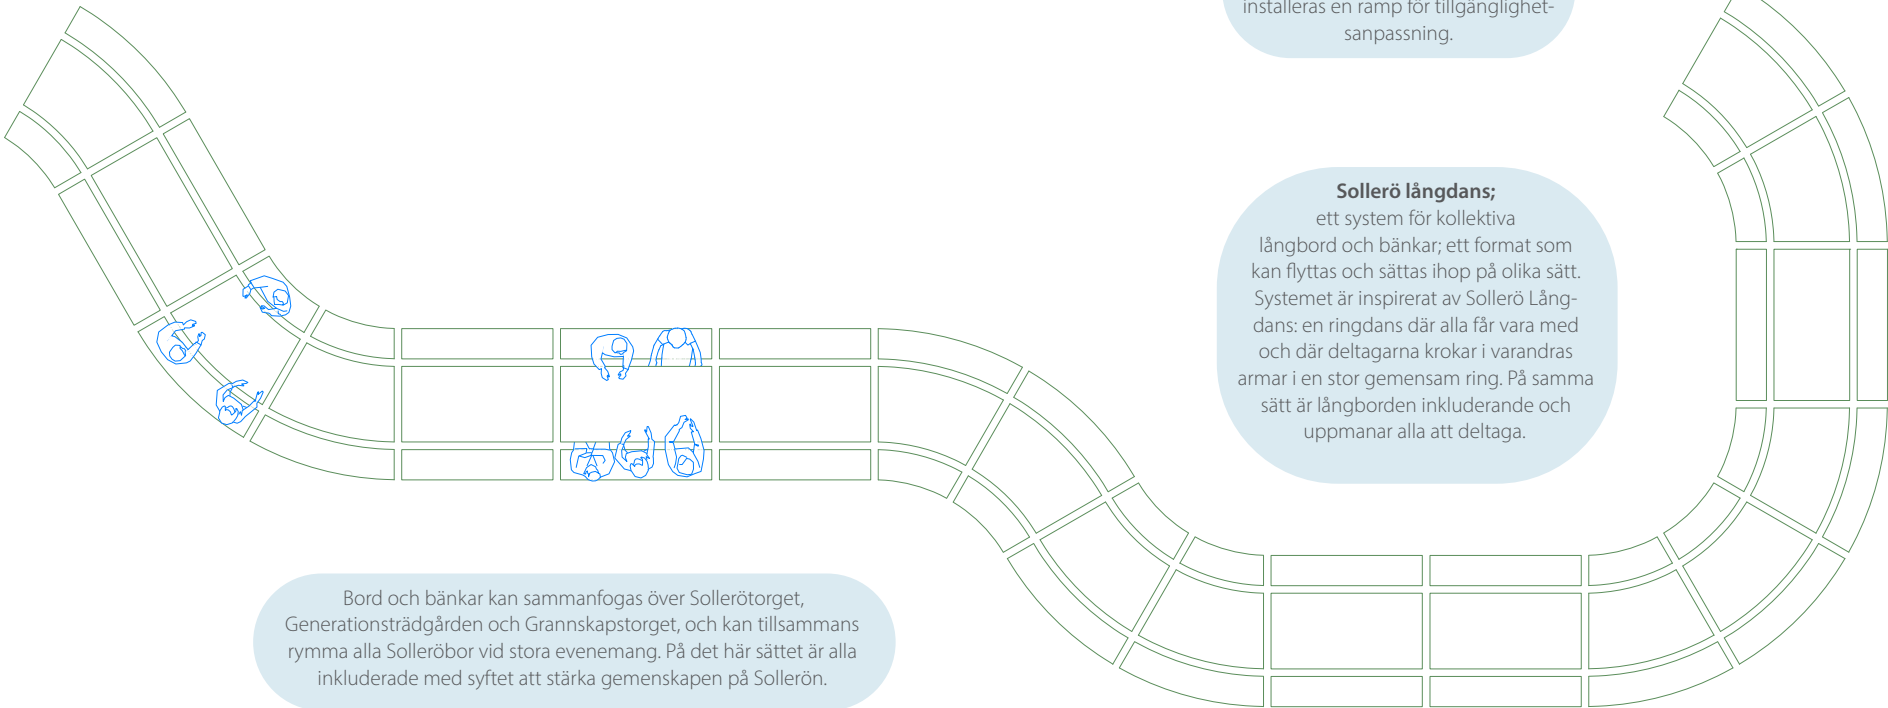 installeras en ramp för tillgänglighet-
sanpassning.
Sollerö långdans;
ett system för kollektiva
långbord och bänkar; ett format som
kan flyttas och sättas ihop på olika sätt.
Systemet är inspirerat av Sollerö Lång-
dans: en ringdans där alla får vara med
och där deltagarna krokar i varandras
armar i en stor gemensam ring. På samma
sätt är långborden inkluderande och
uppmanar alla att deltaga.
Bord och bänkar kan sammanfogas över Sollerötorget,
Generationsträdgården och Grannskapstorget, och kan tillsammans
rymma alla Solleröbor vid stora evenemang. På det här sättet är alla
inkluderade med syftet att stärka gemenskapen på Sollerön.